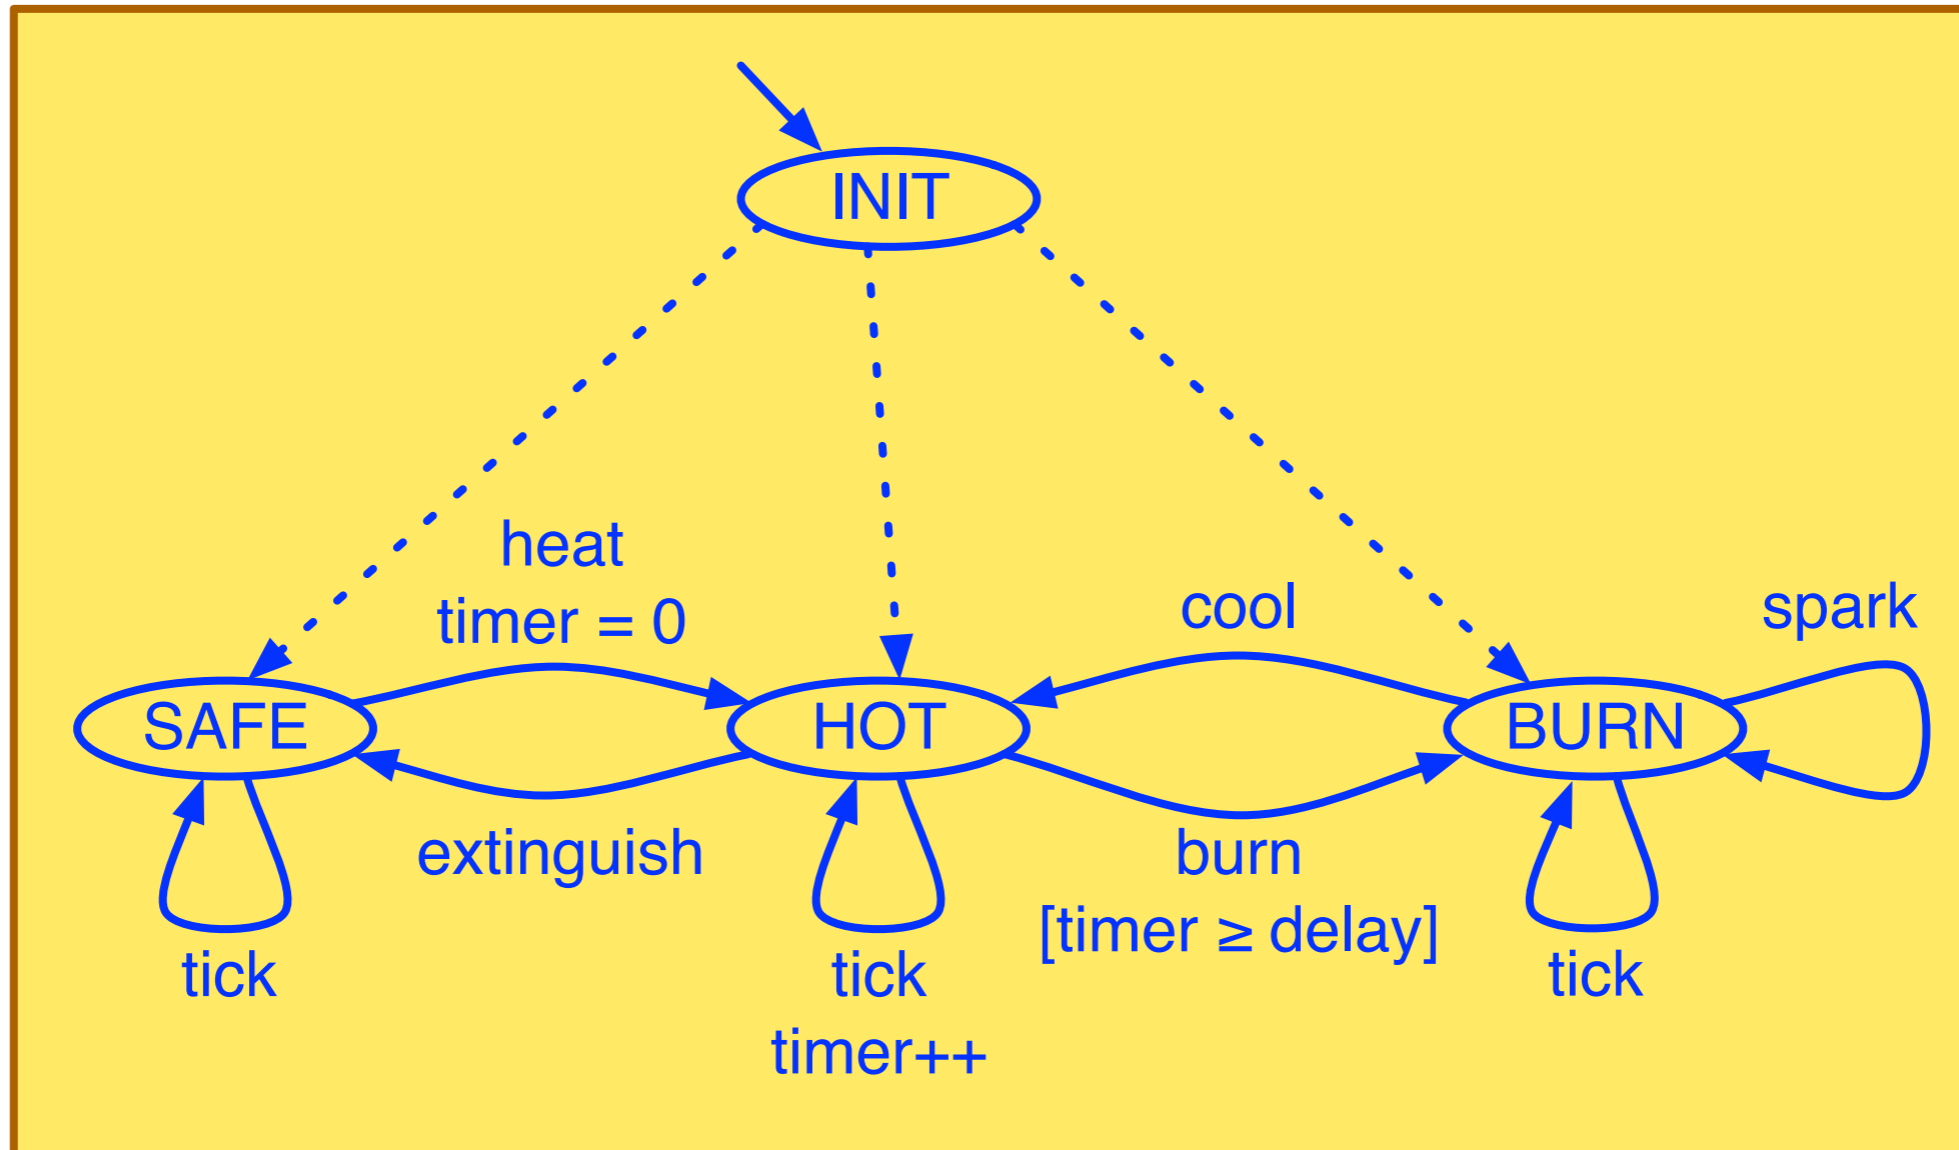 INIT
heat
timer = 0
cool
spark
SAFE
HOT
BURN
extinguish
burn
[timer ≥ delay]
tick
tick
timer++
tick